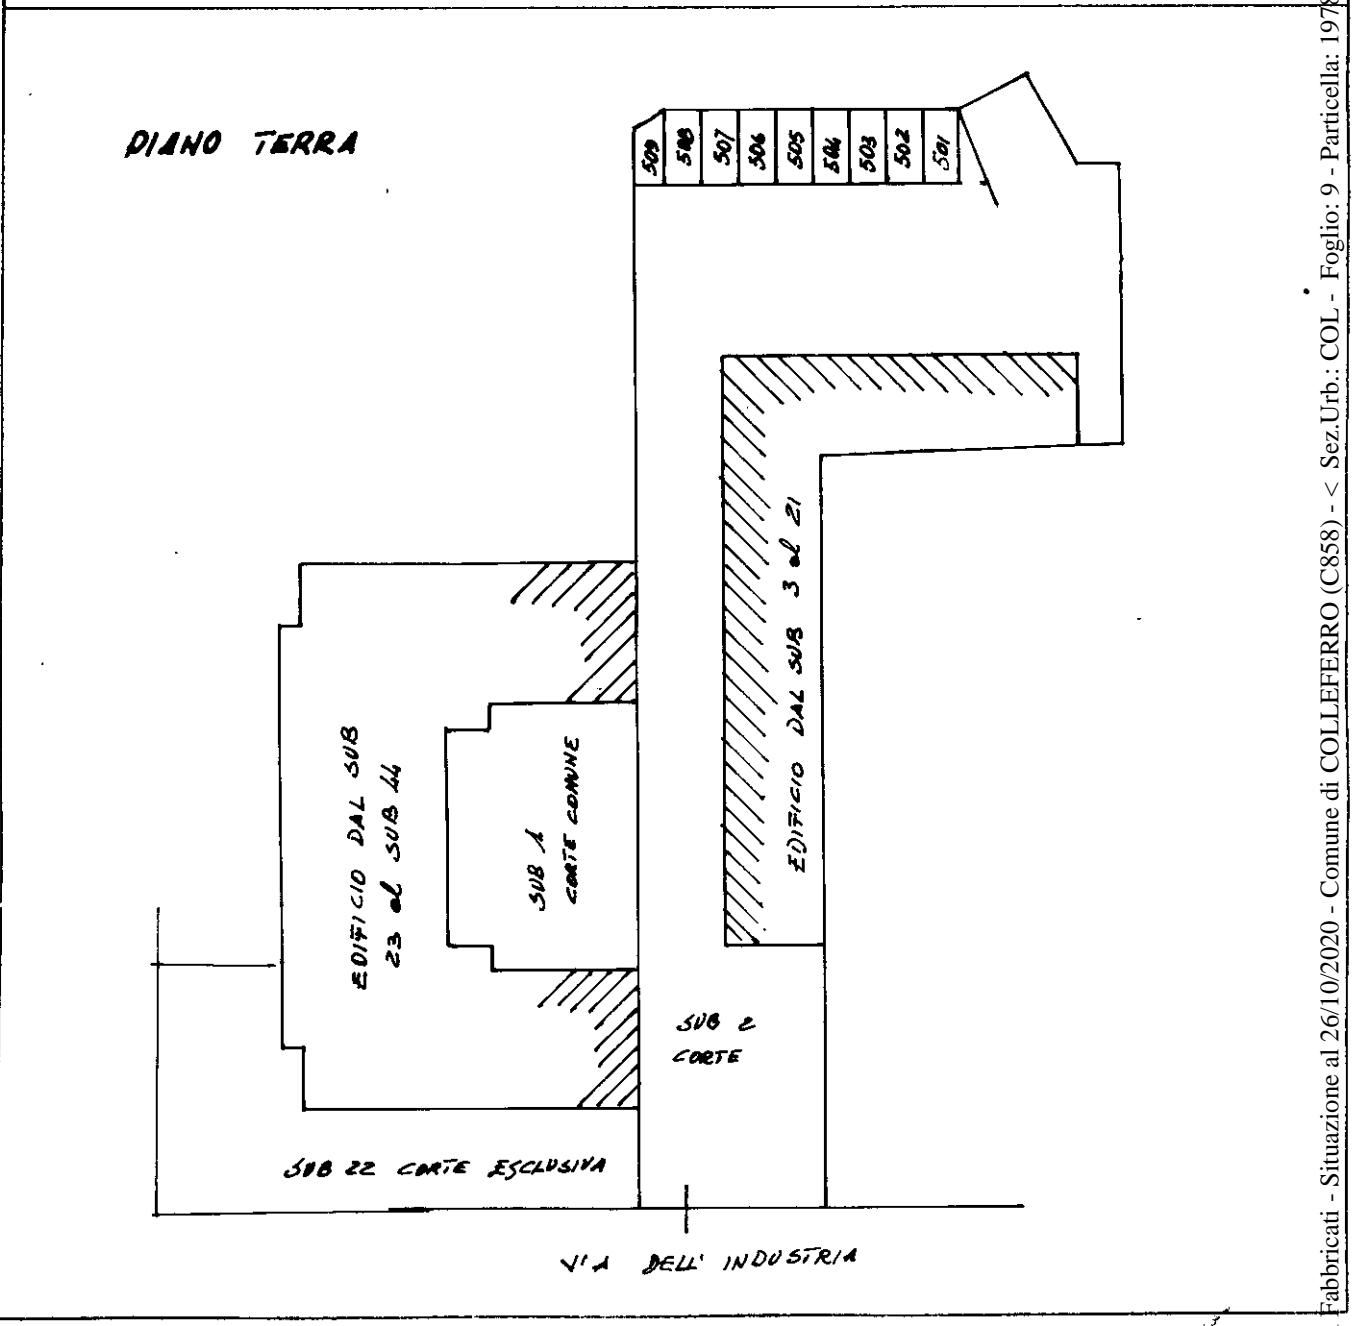 PIANO TERRA
509 508 507 506 505 504 503 502 501
EDIFICIO DAL SUB 3 al 21
EDIFICIO DAL SUB
23 al SUB 44
SUB 1
CORTE COMUNE
SUB 2
CORTE
SUB 22 CORTE ESCLUSIVA
VIA DELL' INDUSTRIA
Fabbricati - Situazione al 26/10/2020 - Comune di COLLEFERRO (C858) - < Sez.Urb.: COL - Foglio: 9 - Particella: 1978